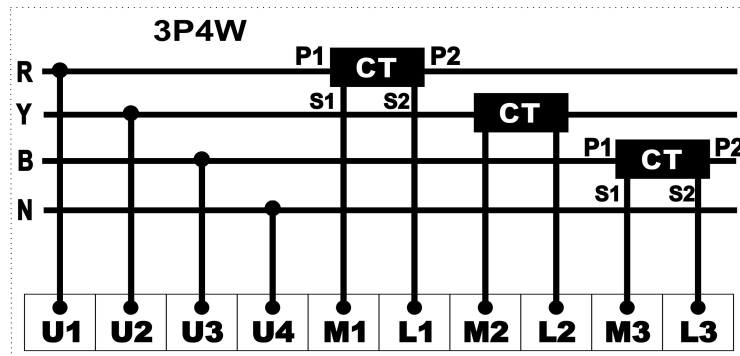 3P4W
R P1 CT P2
Y S1 S2 CT
B P1 CT P2
N S1 S2
U1 U2 U3 U4 M1 L1 M2 L2 M3 L3